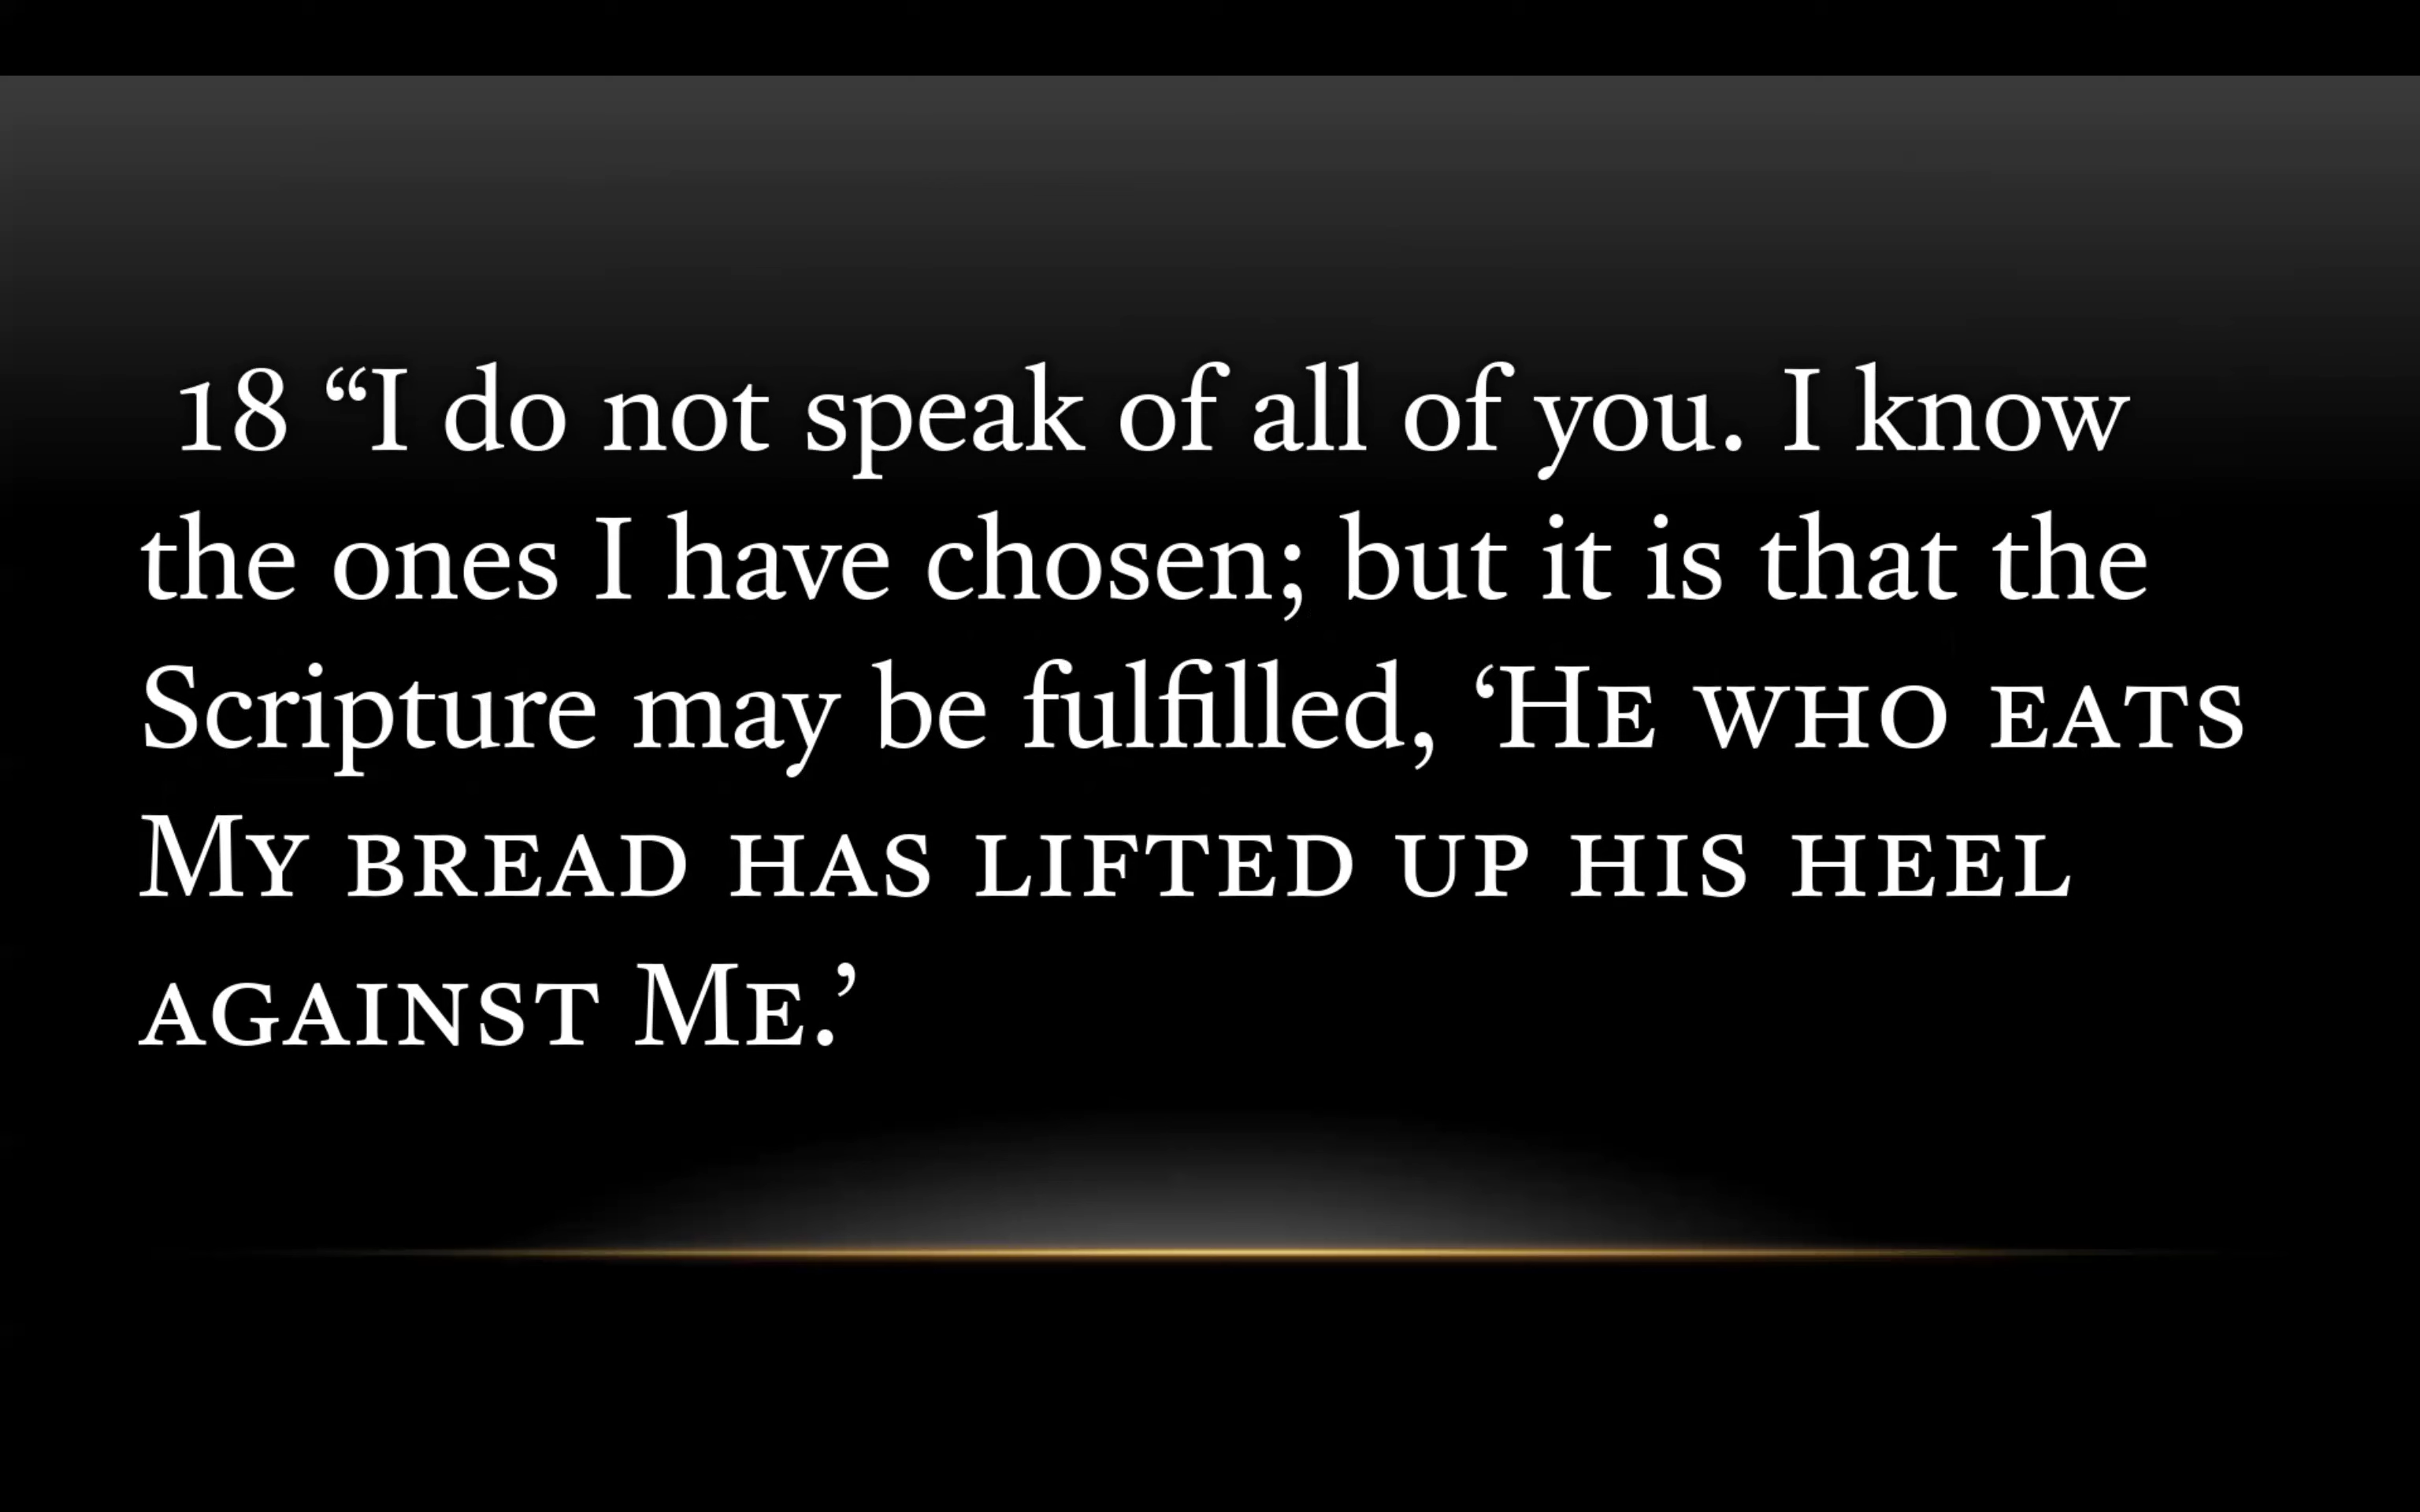 18 “I do not speak of all of you. I know
the ones I have chosen; but it is that the
Scripture may be fulfilled, ‘HE WHO EATS
MY BREAD HAS LIFTED UP HIS HEEL
AGAINST ME.’